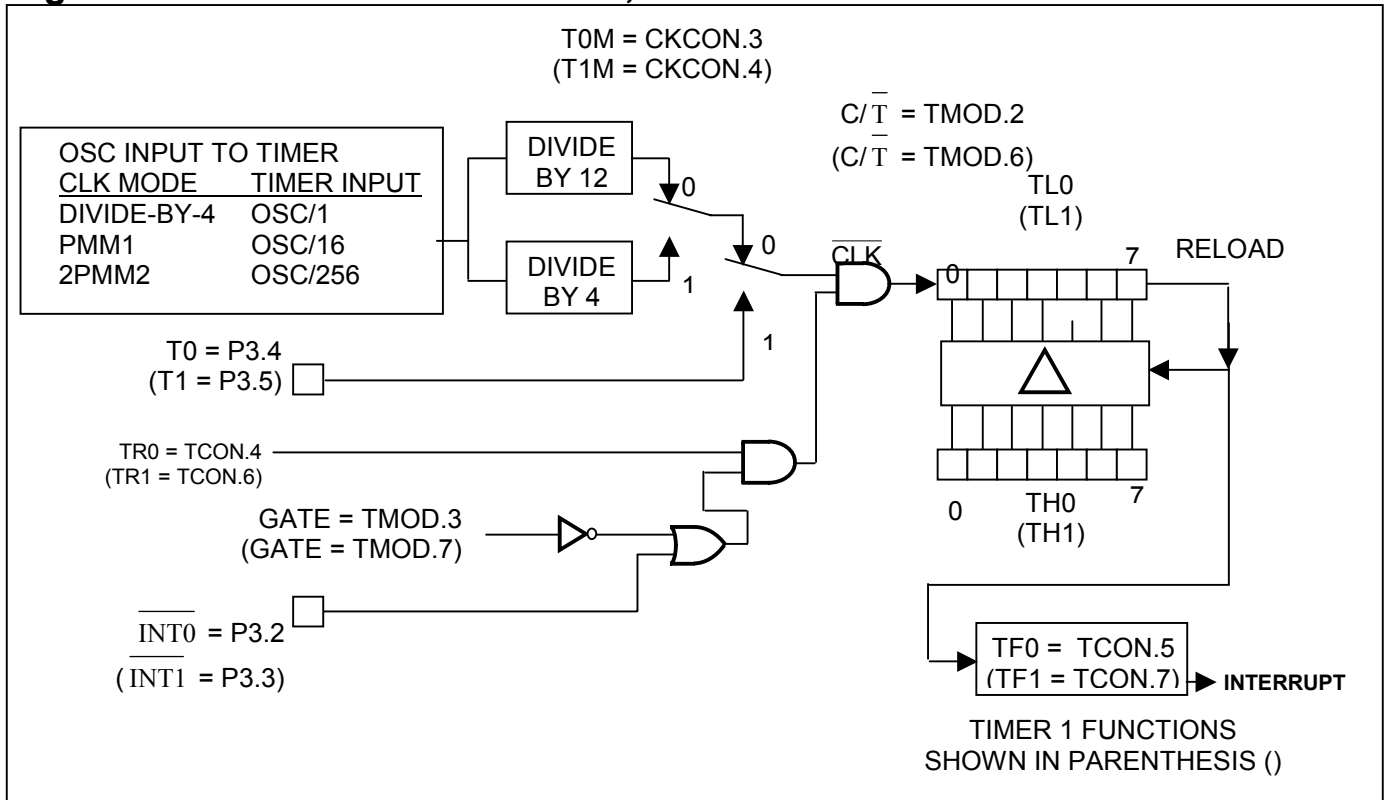 T0M = CKCON.3
(T1M = CKCON.4)
C/T̅ = TMOD.2
(C/T̅ = TMOD.6)
OSC INPUT TO TIMER
CLK MODE TIMER INPUT
DIVIDE-BY-4 OSC/1
PMM1 OSC/16
2PMM2 OSC/256
DIVIDE
BY 12
0
1
DIVIDE
BY 4
0
1
CLK
TL0
(TL1)
0
7
RELOAD
T0 = P3.4
(T1 = P3.5)
TR0 = TCON.4
(TR1 = TCON.6)
GATE = TMOD.3
(GATE = TMOD.7)
INT0 = P3.2
(INT1 = P3.3)
0
7
TH0
(TH1)
TF0 = TCON.5
(TF1 = TCON.7)
INTERRUPT
TIMER 1 FUNCTIONS
SHOWN IN PARENTHESIS ()